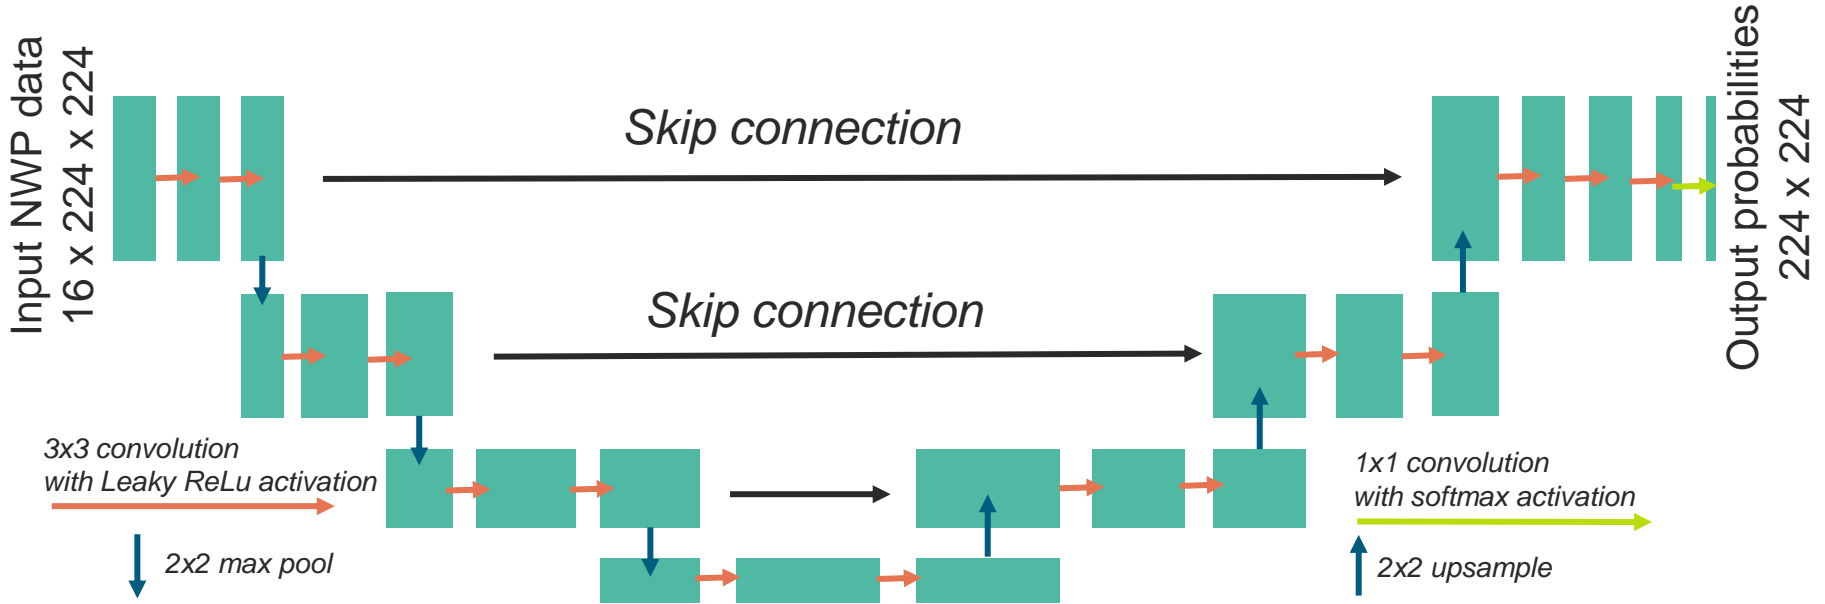 Input NWP data
16 x 224 x 224
Skip connection
Skip connection
Output probabilities
224 x 224
3x3 convolution
with Leaky ReLu activation
2x2 max pool
1x1 convolution
with softmax activation
2x2 upsample